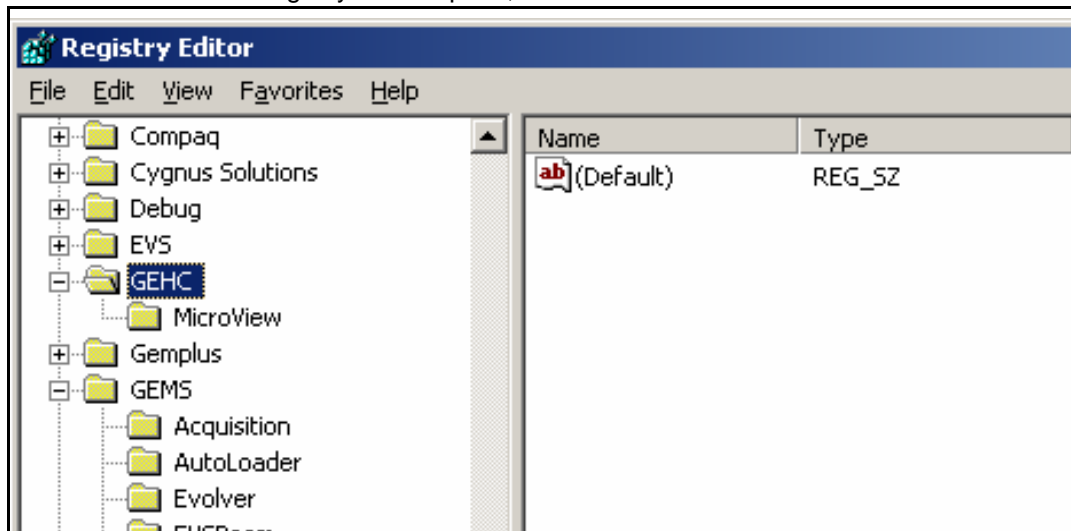 Registry Editor
File Edit View Favorites Help
Compaq
Cygnus Solutions
Debug
EVS
GEHC
MicroView
Gemplus
GEMS
Acquisition
AutoLoader
Evolver
Name Type
ab (Default) REG_SZ